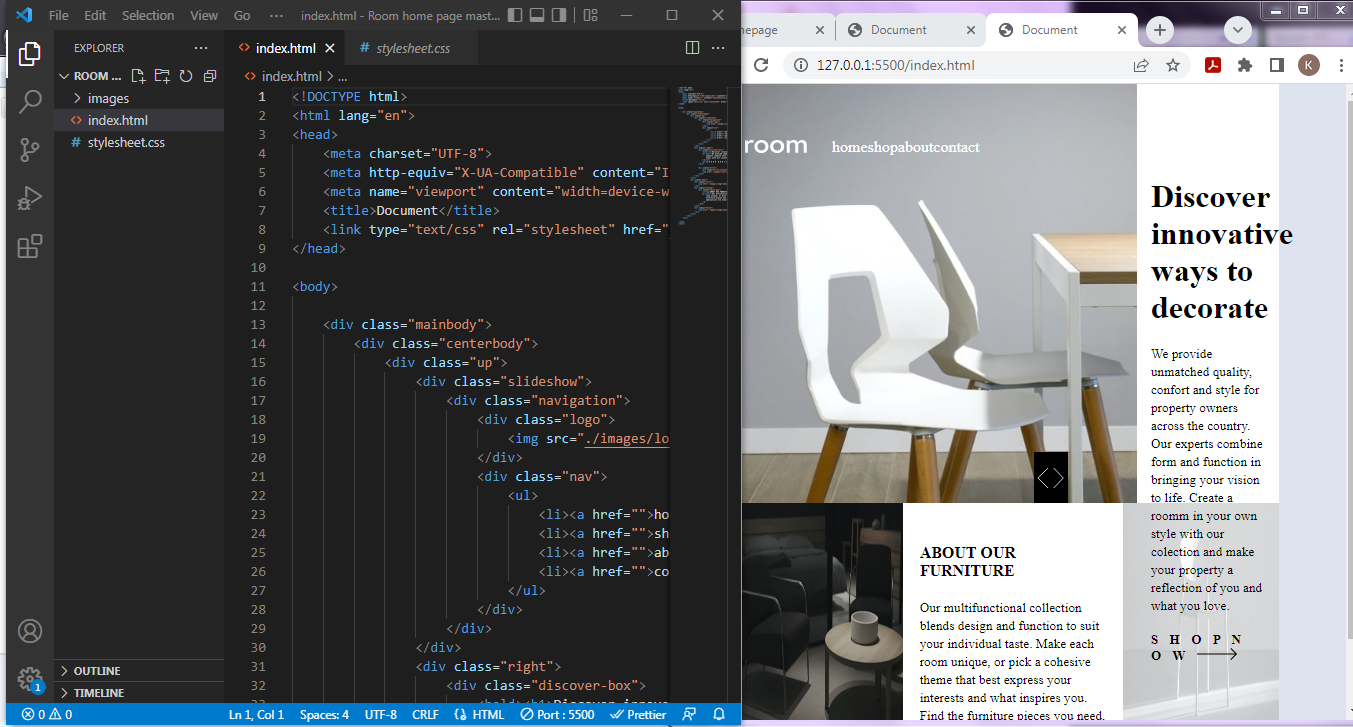 File Edit Selection View Go ··· index.html - Room home page mast...
EXPLORER ···
ROOM ...
images
index.html
# stylesheet.css
OUTLINE
TIMELINE
1
<> index.html
# stylesheet.css
<> index.html > ...
1 <!DOCTYPE html>
2 <html lang="en">
3 <head>
4 <meta charset="UTF-8">
5 <meta http-equiv="X-UA-Compatible" content="I
6 <meta name="viewport" content="width=device-w
7 <title>Document</title>
8 <link type="text/css" rel="stylesheet" href="
9 </head>
10
11 <body>
12
13 <div class="mainbody">
14 <div class="centerbody">
15 <div class="up">
16 <div class="slideshow">
17 <div class="navigation">
18 <div class="logo">
19 <img src="./images/lo
20 </div>
21 <div class="nav">
22 <ul>
23 <li><a href="">ho
24 <li><a href="">sh
25 <li><a href="">ab
26 <li><a href="">co
27 </ul>
28 </div>
29 </div>
30 </div>
31 <div class="right">
32 <div class="discover-box">
0 0
Ln 1, Col 1 Spaces: 4 UTF-8 CRLF HTML Port : 5500 Prettier
mepage
Document
Document
127.0.0.1:5500/index.html
K
room
homeshopaboutcontact
Discover
innovative
ways to
decorate
We provide
unmatched quality,
confort and style for
property owners
across the country.
Our experts combine
form and function in
bringing your vision
to life. Create a
roomm in your own
style with our
colection and make
your property a
reflection of you and
what you love.
S H O P N
O W
ABOUT OUR
FURNITURE
Our multifunctional collection
blends design and function to suit
your individual taste. Make each
room unique, or pick a cohesive
theme that best express your
interests and what inspires you.
Find the furniture pieces you need,